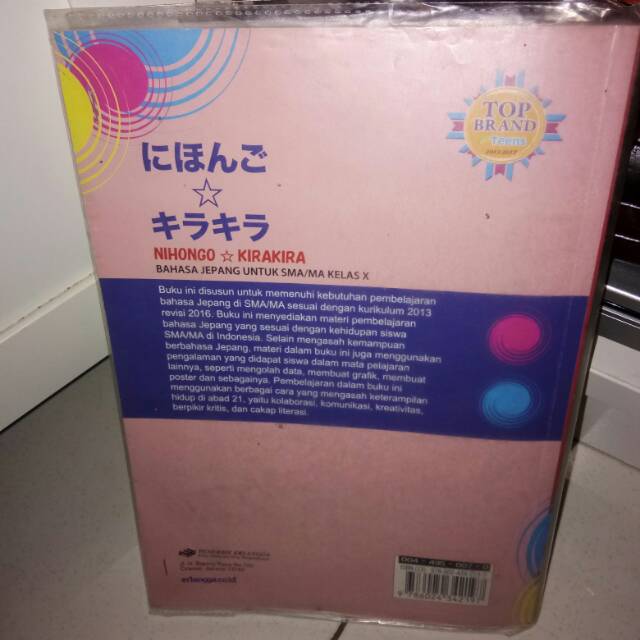 TOP
BRAND
Teens
にほんご
☆
キラキラ
NIHONGO ☆ KIRAKIRA
BAHASA JEPANG UNTUK SMA/MA KELAS X
Buku ini disusun untuk memenuhi kebutuhan pembelajaran
bahasa Jepang di SMA/MA sesuai dengan kurikulum 2013
revisi 2016. Buku ini menyediakan materi pembelajaran
bahasa Jepang yang sesuai dengan kehidupan siswa
SMA/MA di Indonesia. Selain mengasah kemampuan
berbahasa Jepang, materi dalam buku ini juga menggunakan
pengalaman yang didapat siswa dalam mata pelajaran
lainnya, seperti mengolah data, membuat grafik, membuat
poster dan sebagainya. Pembelajaran dalam buku ini
menggunakan berbagai cara yang mengasah keterampilan
hidup di abad 21, yaitu kolaborasi, komunikasi, kreativitas,
berpikir kritis, dan cakap literasi.
PENERBIT ERLANGGA
erlangga.co.id